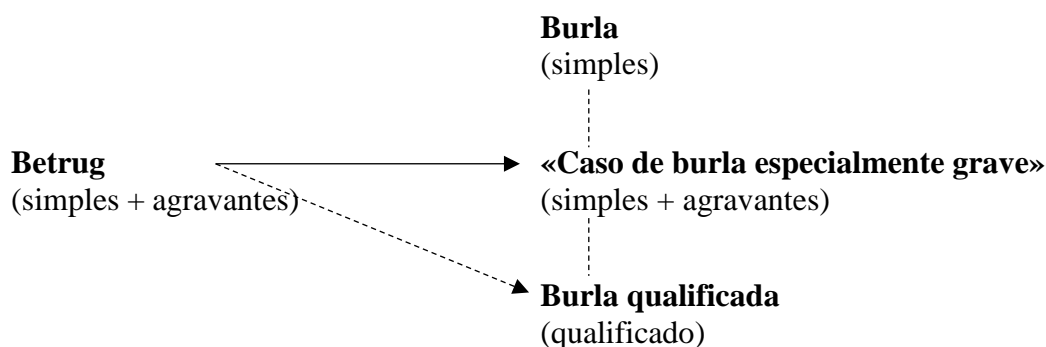 Burla
(simples)
Betrug
(simples + agravantes)
«Caso de burla especialmente grave»
(simples + agravantes)
Burla qualificada
(qualificado)